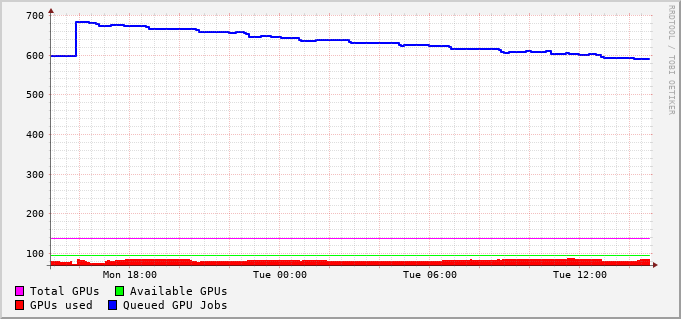 700
600
500
400
300
200
100
Mon 18:00 Tue 00:00 Tue 06:00 Tue 12:00
Total GPUs Available GPUs
GPUs used Queued GPU Jobs
RRDTOOL / TOBI OETIKER